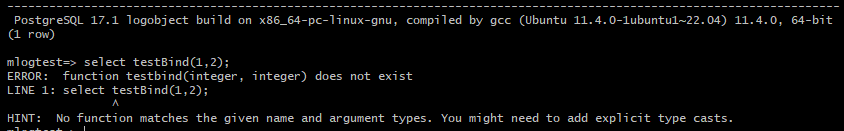 --------------------------------------------------------------------------------------------------------------------
PostgreSQL 17.1 logobject build on x86_64-pc-linux-gnu, compiled by gcc (Ubuntu 11.4.0-1ubuntu1~22.04) 11.4.0, 64-bit
(1 row)
mlogtest=> select testBind(1,2);
ERROR:  function testbind(integer, integer) does not exist
LINE 1: select testBind(1,2);
               ^
HINT:  No function matches the given name and argument types. You might need to add explicit type casts.